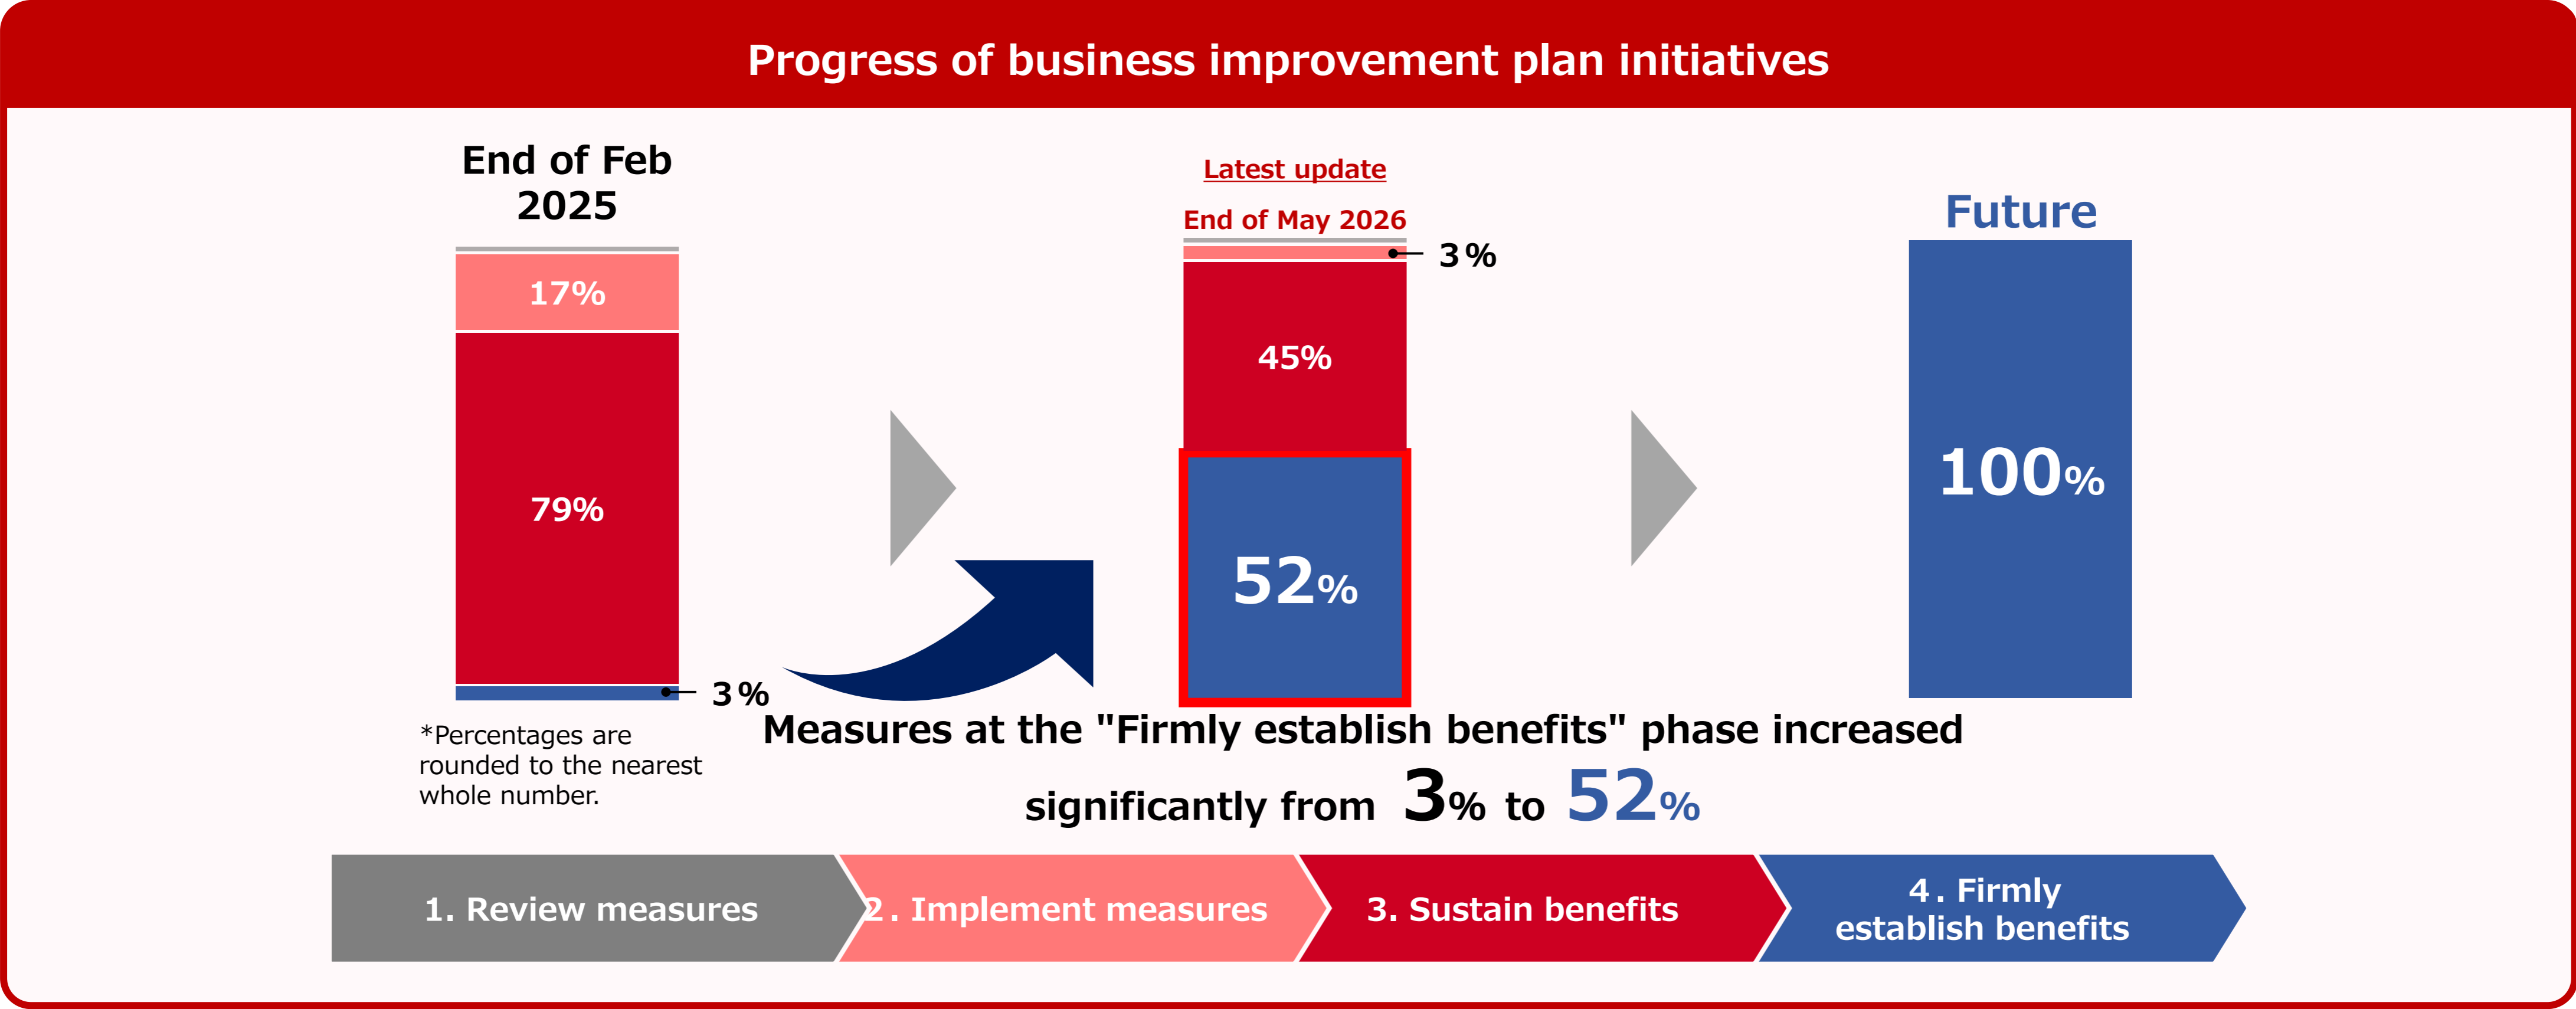 Progress of business improvement plan initiatives
End of Feb
2025
17%
79%
3%
*Percentages are
rounded to the nearest
whole number.
Latest update
End of May 2026
3%
45%
52%
Future
100%
Measures at the "Firmly establish benefits" phase increased
significantly from 3% to 52%
1. Review measures
2. Implement measures
3. Sustain benefits
4. Firmly
establish benefits